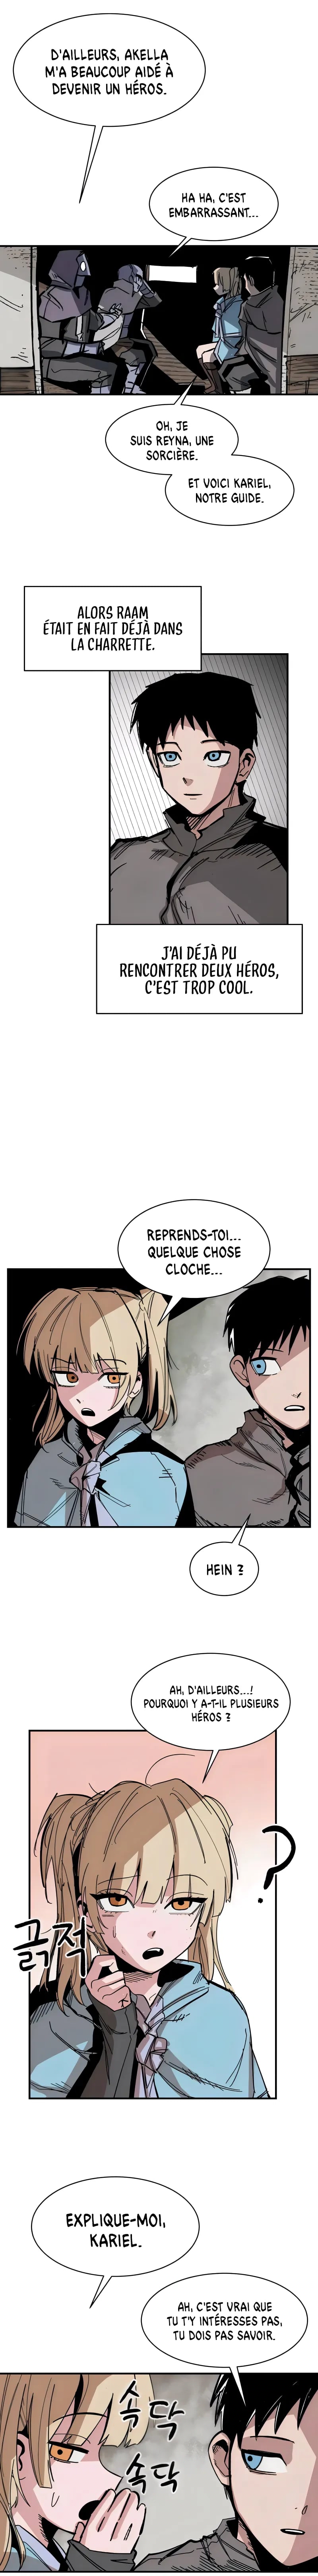 D'AILLEURS, AKELLA
M'A BEAUCOUP AIDÉ À
DEVENIR UN HÉROS.
HA HA, C'EST
EMBARRASSANT...
OH, JE
SUIS REYNA, UNE
SORCIÈRE.
ET VOICI KARIEL,
NOTRE GUIDE.
ALORS RAAM
ÉTAIT EN FAIT DÉJÀ DANS
LA CHARRETTE.
J'AI DÉJÀ PU
RENCONTRER DEUX HÉROS,
C'EST TROP COOL.
REPRENDS-TOI...
QUELQUE CHOSE
CLOCHE...
HEIN ?
AH, D'AILLEURS...!
POURQUOI Y A-T-IL PLUSIEURS
HÉROS ?
?
긁적
EXPLIQUE-MOI,
KARIEL.
AH, C'EST VRAI QUE
TU T'Y INTÉRESSES PAS,
TU DOIS PAS SAVOIR.
속닥
속닥